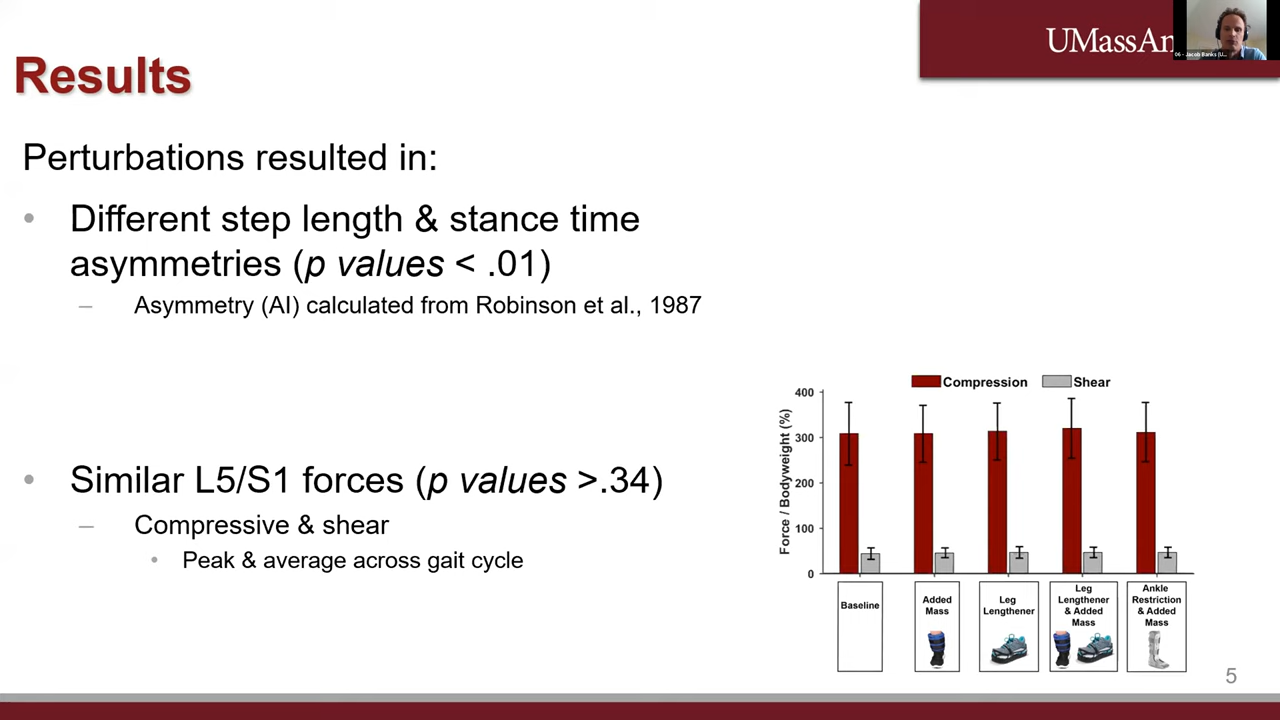 UMassAm
06 - Jacob Banks (U...
Results
Perturbations resulted in:
• Different step length & stance time
asymmetries (p values < .01)
– Asymmetry (AI) calculated from Robinson et al., 1987
• Similar L5/S1 forces (p values >.34)
– Compressive & shear
• Peak & average across gait cycle
Compression Shear
Force / Bodyweight (%)
400
300
200
100
0
Baseline
Added
Mass
Leg
Lengthener
Leg
Lengthener
& Added
Mass
Ankle
Restriction
& Added
Mass
5